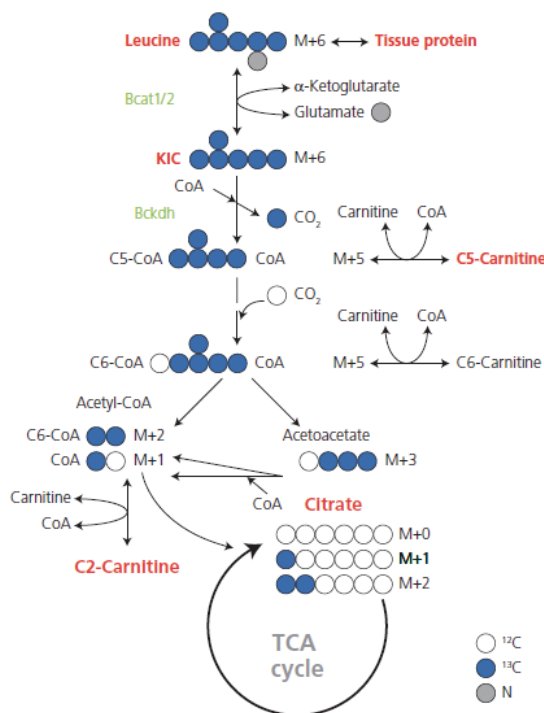 Leucine M+6 Tissue protein
Bcat1/2
α-Ketoglutarate
Glutamate
KIC M+6
CoA
Bckdh
CO2
Carnitine CoA
C5-CoA CoA M+5 C5-Carnitine
CO2
Carnitine CoA
C6-CoA CoA M+5 C6-Carnitine
Acetyl-CoA
C6-CoA M+2
CoA M+1
Acetoacetate
M+3
Carnitine
CoA
CoA
C2-Carnitine
Citrate
M+0
M+1
M+2
TCA
cycle
12C
13C
N